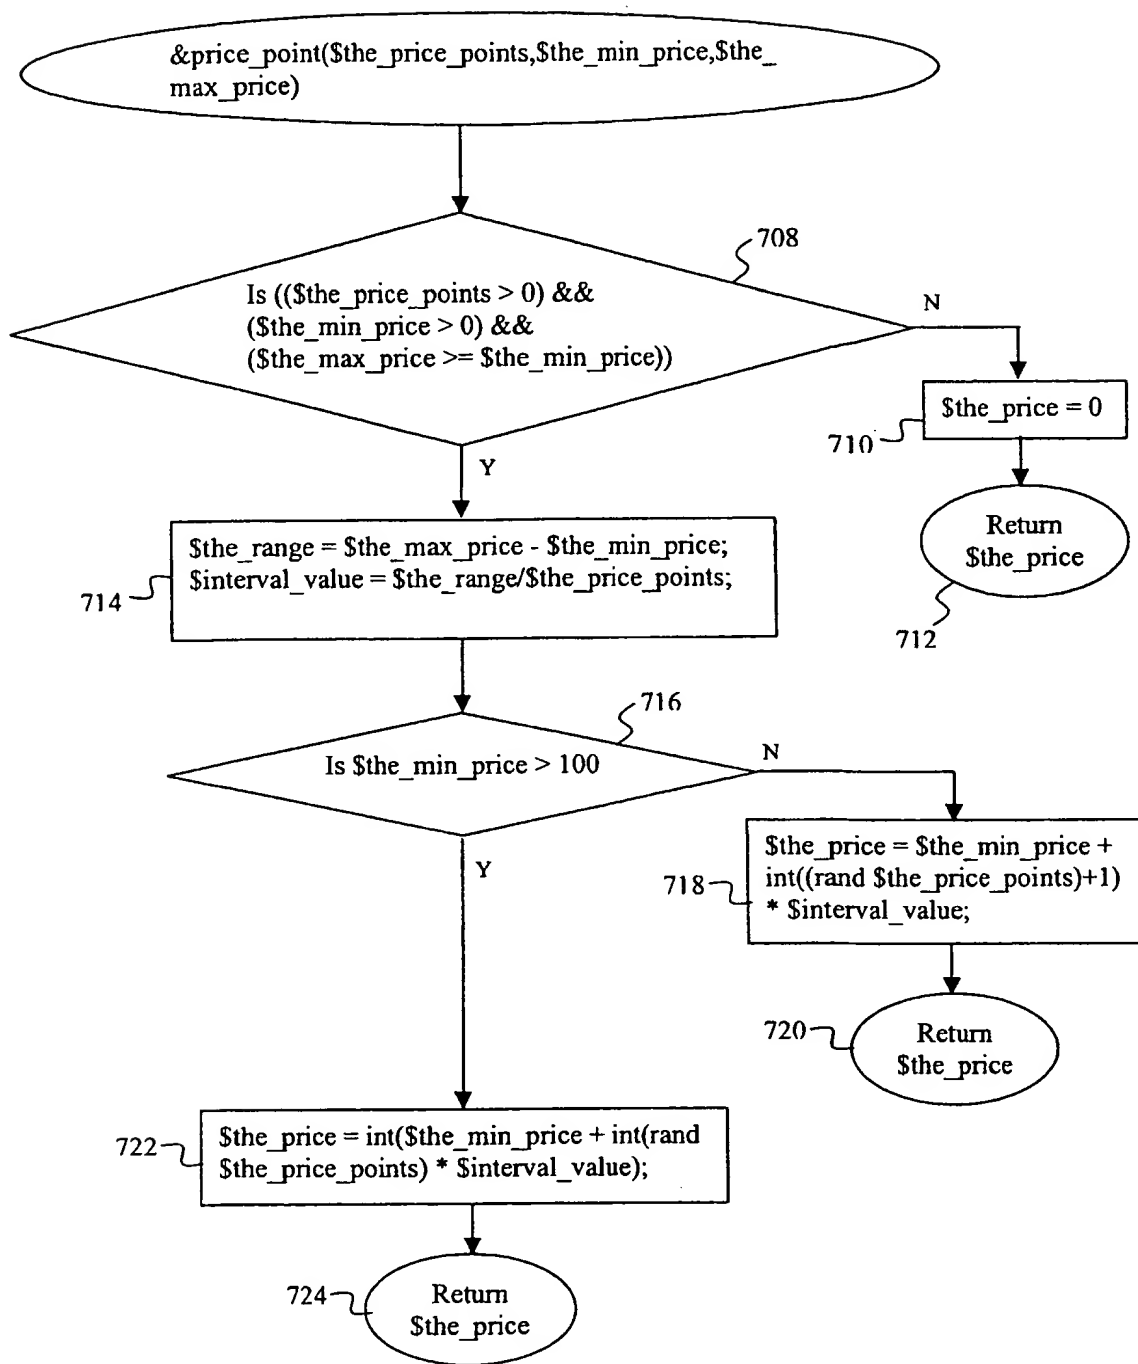 &price_point($the_price_points,$the_min_price,$the_
max_price)
708
Is (($the_price_points > 0) &&
($the_min_price > 0) &&
($the_max_price >= $the_min_price))
N
$the_price = 0
710
Y
Return
$the_price
712
$the_range = $the_max_price - $the_min_price;
$interval_value = $the_range/$the_price_points;
714
716
Is $the_min_price > 100
N
$the_price = $the_min_price +
int((rand $the_price_points)+1)
* $interval_value;
718
Y
720
Return
$the_price
722
$the_price = int($the_min_price + int(rand
$the_price_points) * $interval_value);
724
Return
$the_price